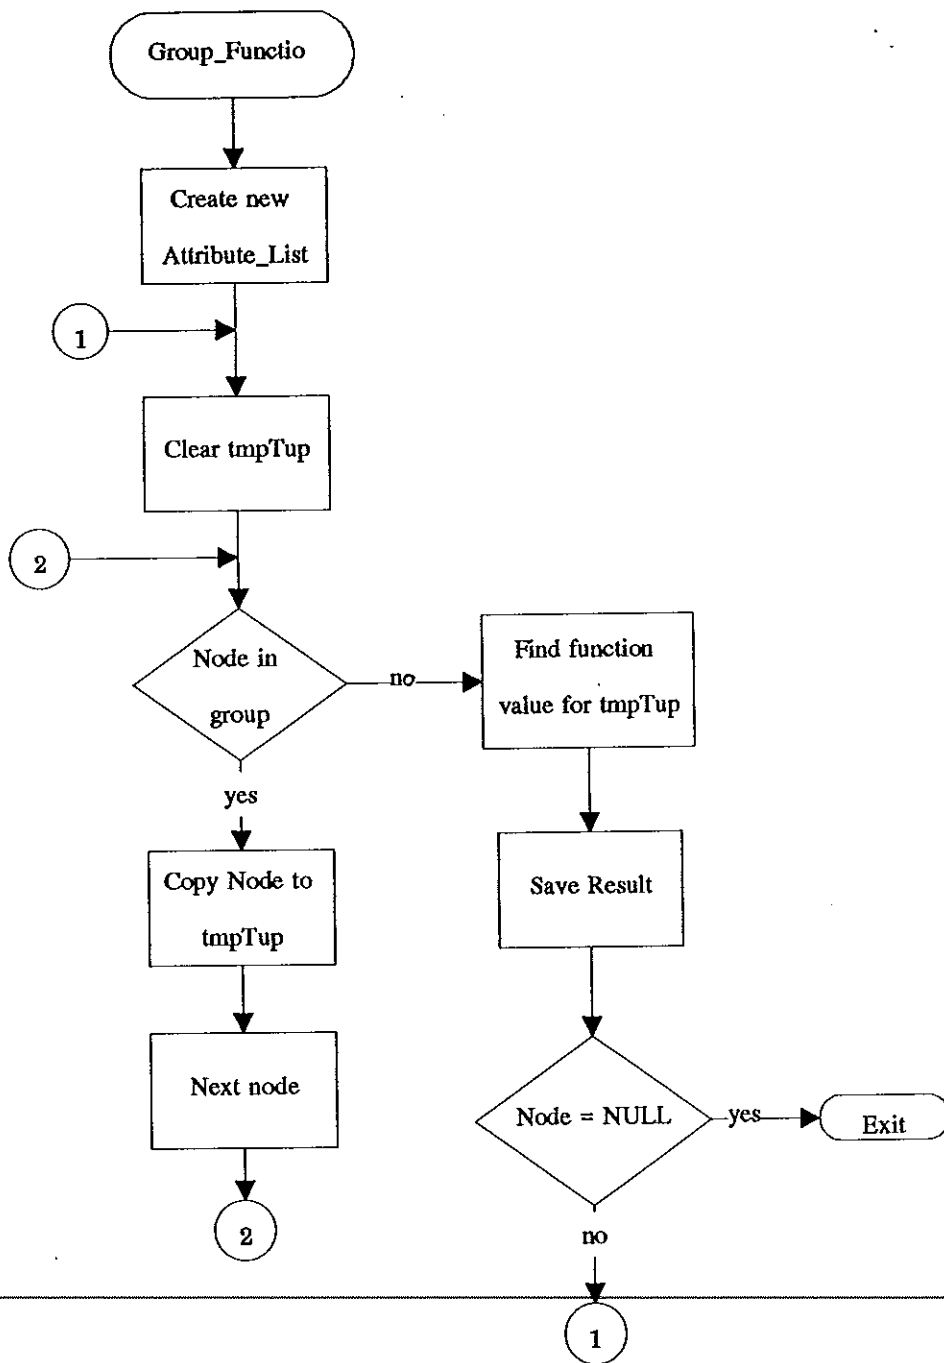 Group_Functio
Create new
Attribute_List
1
Clear tmpTup
2
Node in
group
no
Find function
value for tmpTup
yes
Copy Node to
tmpTup
Save Result
Next node
Node = NULL
yes
Exit
2
no
1